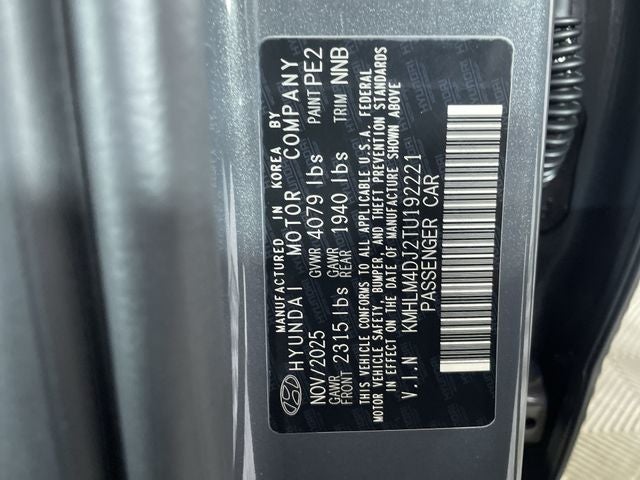 MANUFACTURED IN KOREA BY
HYUNDAI MOTOR COMPANY
NOV/2025 GVWR 4079 lbs PAINT PE2
GAWR FRONT 2315 lbs GAWR REAR 1940 lbs TRIM NNB
THIS VEHICLE CONFORMS TO ALL APPLICABLE U.S.A. FEDERAL
MOTOR VEHICLE SAFETY, BUMPER, AND THEFT PREVENTION STANDARDS
IN EFFECT ON THE DATE OF MANUFACTURE SHOWN ABOVE
V.I.N KMHLM4DJ2TU192221
PASSENGER CAR